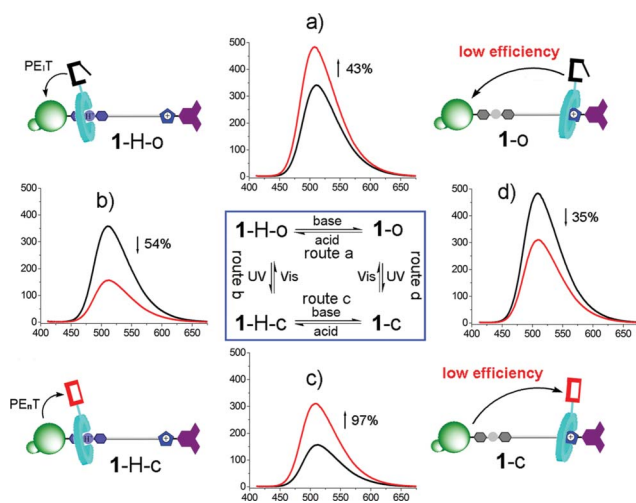 a)
PEₜT
H
+
1-H-o
500
400
300
200
100
0
43%
400 450 500 550 600 650
low efficiency
+
1-o
b)
500
400
300
200
100
0
54%
400 450 500 550 600 650
1-H-o base 1-o
acid
route a
route b UV Vis Vis UV route d
route c
1-H-c base 1-c
acid
d)
500
400
300
200
100
0
35%
400 450 500 550 600 650
PEₙT
H
+
1-H-c
c)
500
400
300
200
100
0
97%
400 450 500 550 600 650
low efficiency
+
1-c